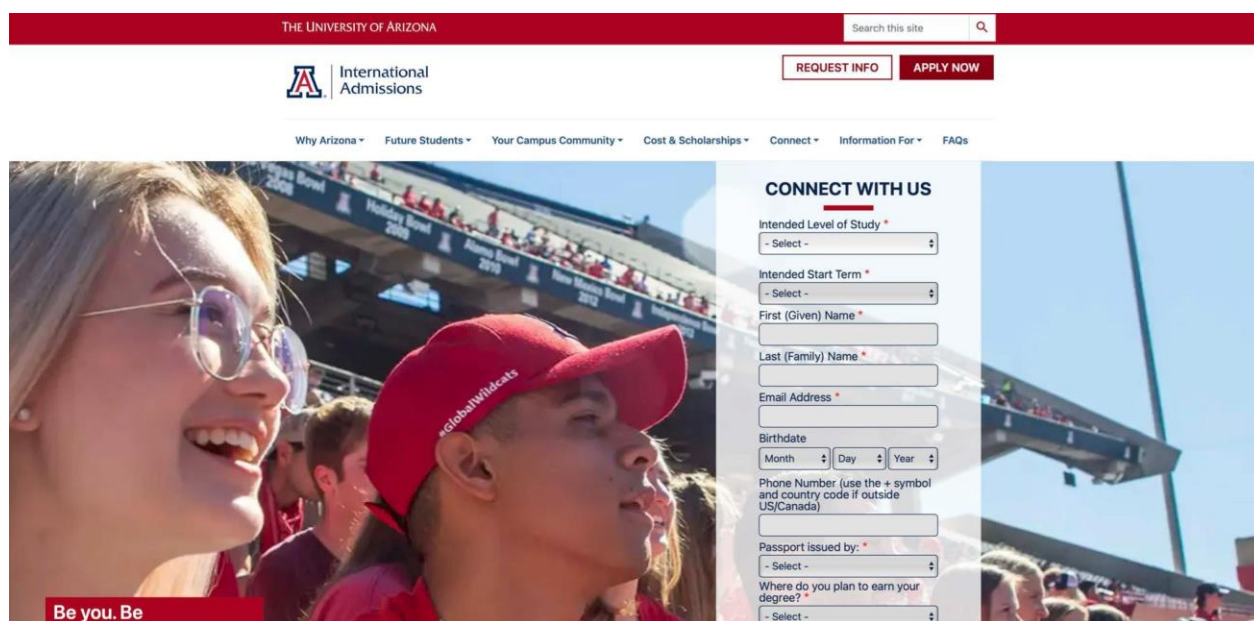 THE UNIVERSITY OF ARIZONA
Search this site
International
Admissions
REQUEST INFO
APPLY NOW
Why Arizona
Future Students
Your Campus Community
Cost & Scholarships
Connect
Information For
FAQs
Vegas Bowl
2008
Holiday Bowl
2009
Alamo Bowl
2010
New Mexico Bowl
2012
#GlobalWildcats
CONNECT WITH US
Intended Level of Study *
- Select -
Intended Start Term *
- Select -
First (Given) Name *
Last (Family) Name *
Email Address *
Birthdate
Month
Day
Year
Phone Number (use the + symbol
and country code if outside
US/Canada)
Passport issued by: *
- Select -
Where do you plan to earn your
degree? *
- Select -
Be you. Be